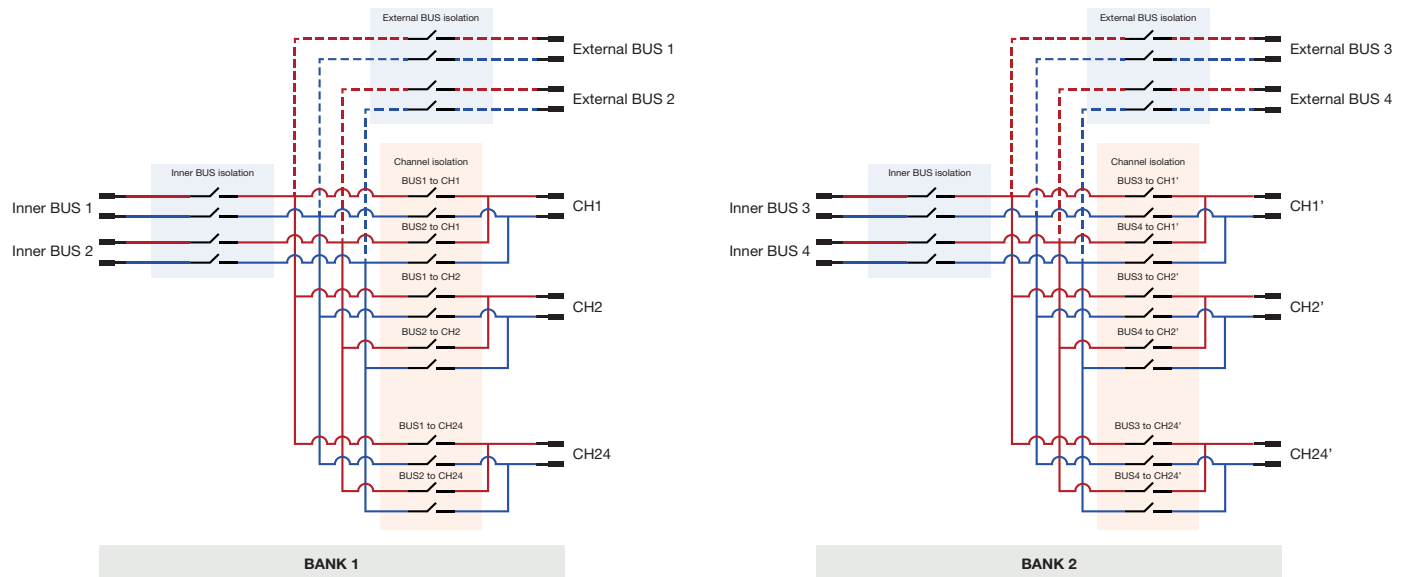 External BUS isolation
External BUS 1
External BUS 2
Channel isolation
Inner BUS isolation
BUS1 to CH1
Inner BUS 1
CH1
BUS2 to CH1
Inner BUS 2
BUS1 to CH2
CH2
BUS2 to CH2
BUS1 to CH24
CH24
BUS2 to CH24
BANK 1
External BUS isolation
External BUS 3
External BUS 4
Channel isolation
Inner BUS isolation
BUS3 to CH1’
Inner BUS 3
CH1’
BUS4 to CH1’
Inner BUS 4
BUS3 to CH2’
CH2’
BUS4 to CH2’
BUS3 to CH24’
CH24’
BUS4 to CH24’
BANK 2